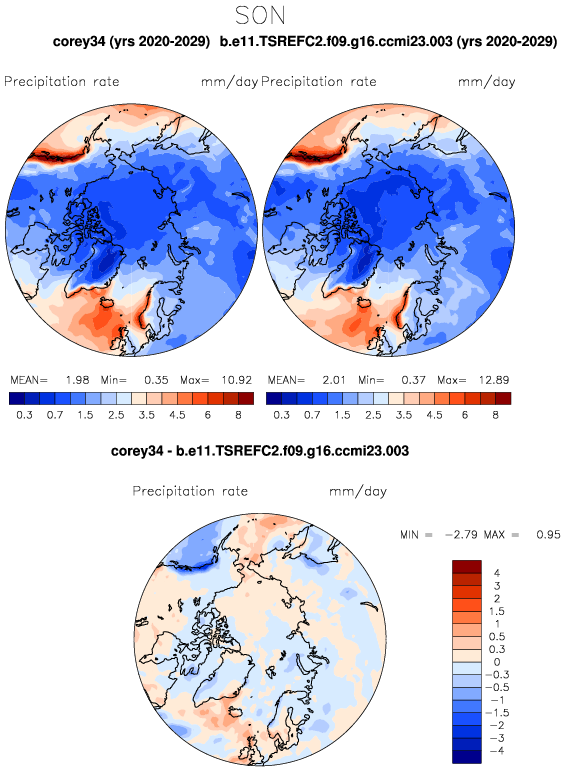 SON
corey34 (yrs 2020-2029) b.e11.TSREFC2.f09.g16.ccmi23.003 (yrs 2020-2029)
Precipitation rate mm/day Precipitation rate mm/day
MEAN= 1.98 Min= 0.35 Max= 10.92 MEAN= 2.01 Min= 0.37 Max= 12.89
0.3 0.7 1.5 2.5 3.5 4.5 6 8 0.3 0.7 1.5 2.5 3.5 4.5 6 8
corey34 - b.e11.TSREFC2.f09.g16.ccmi23.003
Precipitation rate mm/day
MIN = -2.79 MAX = 0.95
4
3
2
1.5
1
0.5
0.3
0
-0.3
-0.5
-1
-1.5
-2
-3
-4